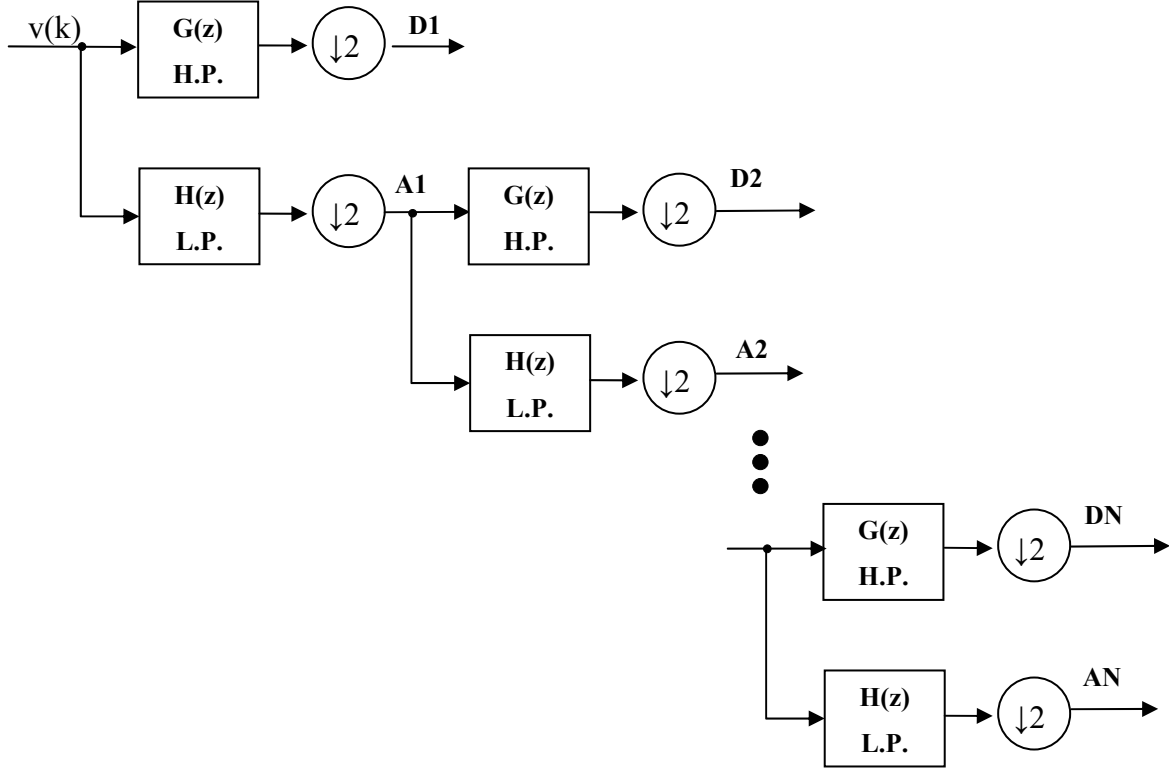 v(k)
G(z)
H.P.
↓2
D1
H(z)
L.P.
↓2
A1
G(z)
H.P.
↓2
D2
H(z)
L.P.
↓2
A2
G(z)
H.P.
↓2
DN
H(z)
L.P.
↓2
AN